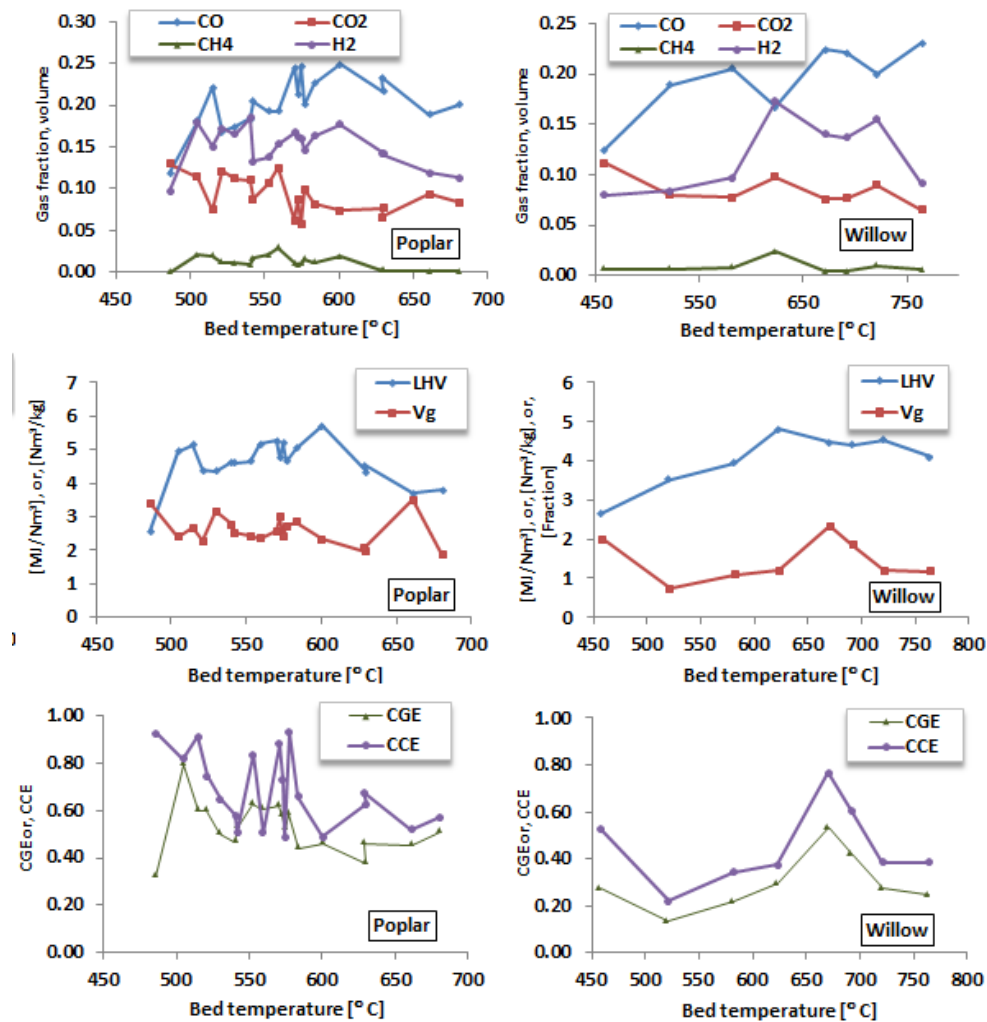 CO CO2
CH4 H2
Gas fraction, volume
0.30
0.25
0.20
0.15
0.10
0.05
0.00
450 500 550 600 650 700
Poplar
Bed temperature [° C]
CO CO2
CH4 H2
Gas fraction, volume
0.25
0.20
0.15
0.10
0.05
0.00
450 550 650 750
Willow
Bed temperature [° C]
LHV
Vg
[MJ/Nm³], or, [Nm³/kg]
7
6
5
4
3
2
1
0
450 500 550 600 650 700
Poplar
Bed temperature [° C]
LHV
Vg
[MJ/Nm³], or, [Nm³/kg], or,
[Fraction]
6
5
4
3
2
1
0
450 500 550 600 650 700 750 800
Willow
Bed temperature [° C]
CGE
CCE
CGE or, CCE
1.00
0.80
0.60
0.40
0.20
0.00
450 500 550 600 650 700
Poplar
Bed temperature [° C]
CGE
CCE
CGE or, CCE
1.00
0.80
0.60
0.40
0.20
0.00
450 500 550 600 650 700 750 800
Willow
Bed temperature [° C]